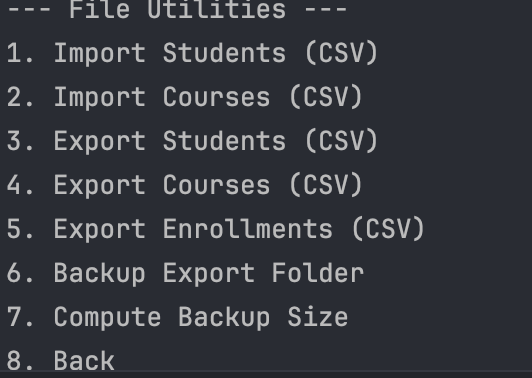 --- File Utilities ---
1. Import Students (CSV)
2. Import Courses (CSV)
3. Export Students (CSV)
4. Export Courses (CSV)
5. Export Enrollments (CSV)
6. Backup Export Folder
7. Compute Backup Size
8. Back